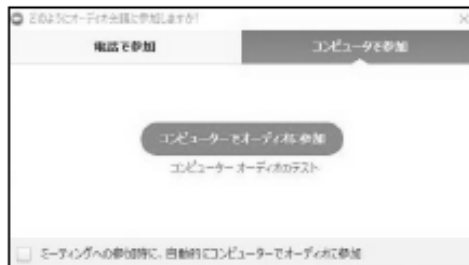 どのようにオーディオ会議に参加しますか?
電話で参加
コンピュータで参加
コンピューターでオーディオに参加
コンピューター オーディオのテスト
ミーティングへの参加時に、自動的にコンピューターでオーディオに参加